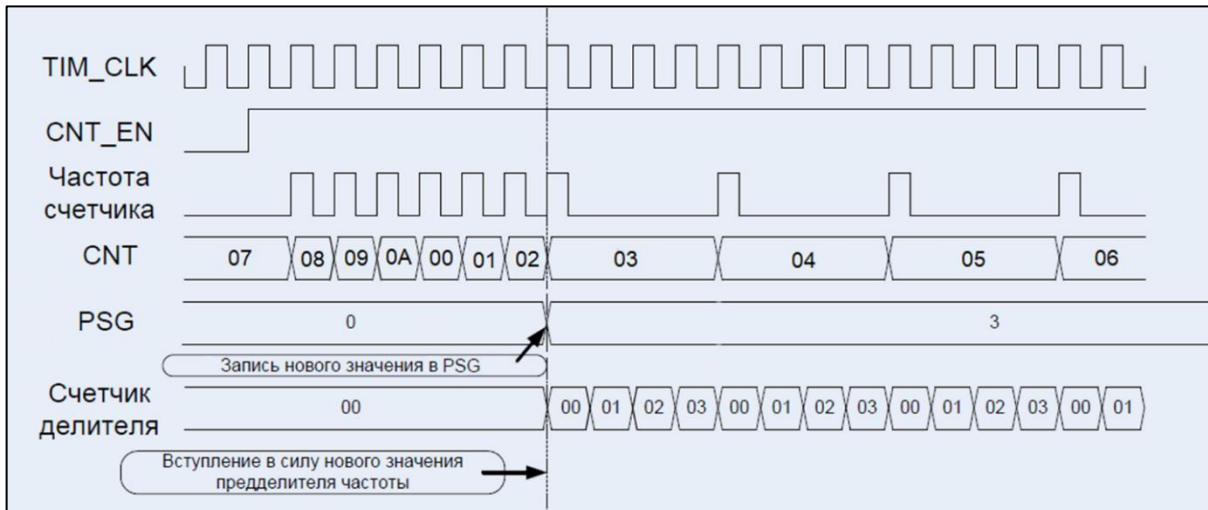 TIM_CLK
CNT_EN
Частота
счетчика
CNT
07 08 09 0A 00 01 02 03 04 05 06
PSG
0 3
Запись нового значения в PSG
Счетчик
делителя
00 00 01 02 03 00 01 02 03 00 01 02 03 00 01
Вступление в силу нового значения
предделителя частоты